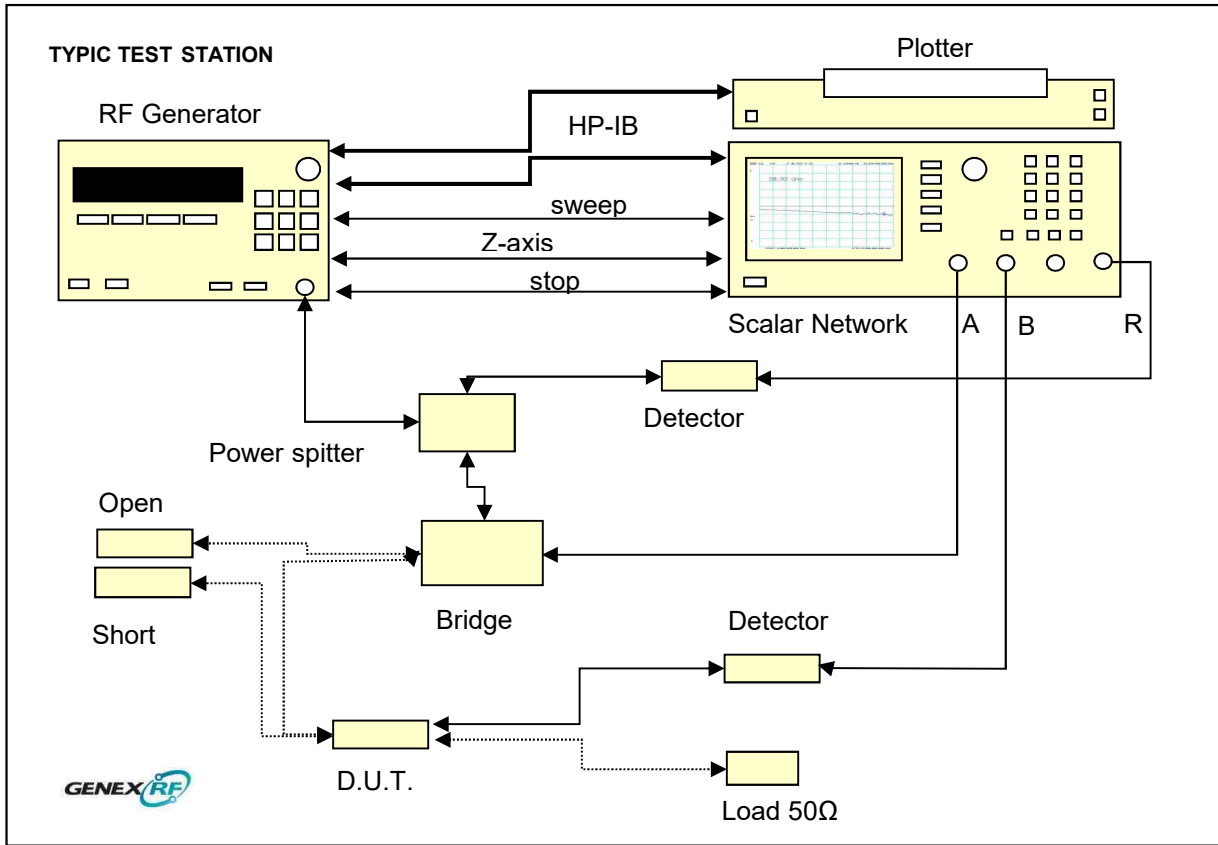 TYPIC TEST STATION
Plotter
RF Generator
HP-IB
sweep
Z-axis
stop
Scalar Network
A
B
R
Detector
Power spitter
Open
Short
Bridge
Detector
D.U.T.
Load 50Ω
GENEX RF